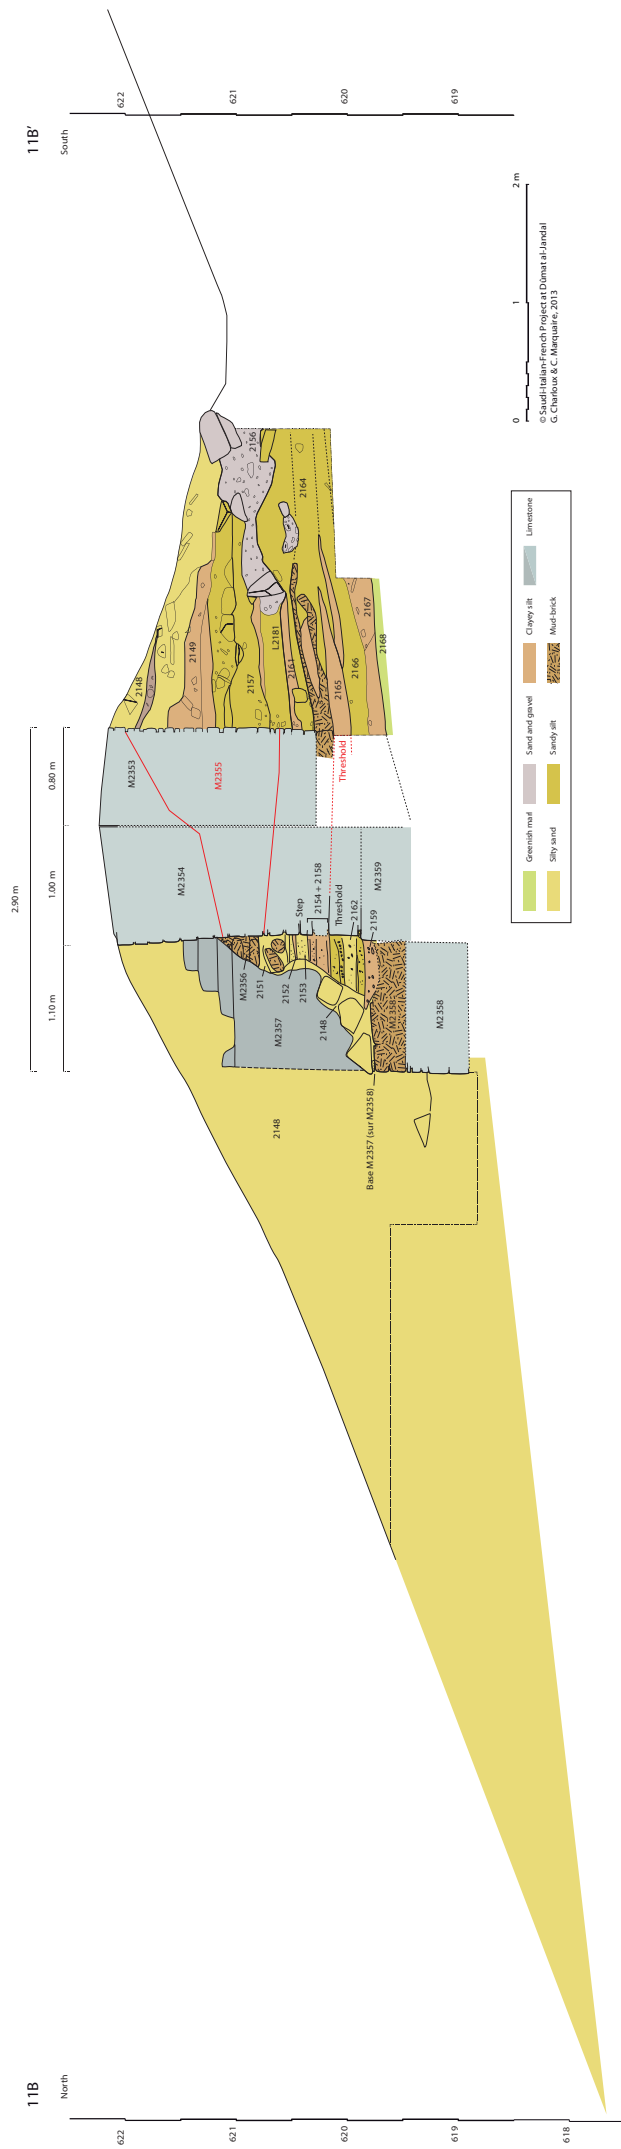 11B
North
11B'
South
622
621
620
619
618
622
621
620
619
2.90 m
1.10 m
1.00 m
0.80 m
M2354
M2353
M2355
2148
2149
2157
L2181
2161
2156
2164
2165
2166
2167
2168
Threshold
M2356
2151
2152
2153
Step
2154 + 2158
Threshold
2162
2159
M2359
M2357
2148
M2358
M2358
2148
Base M2357 (sur M2358)
Greenish marl
Sand and gravel
Clayey silt
Limestone
Silty sand
Sandy silt
Mud-brick
0
1
2 m
© Saudi-Italian-French Project at Dûmat al-Jandal
G. Charloux & C. Marquaire, 2013